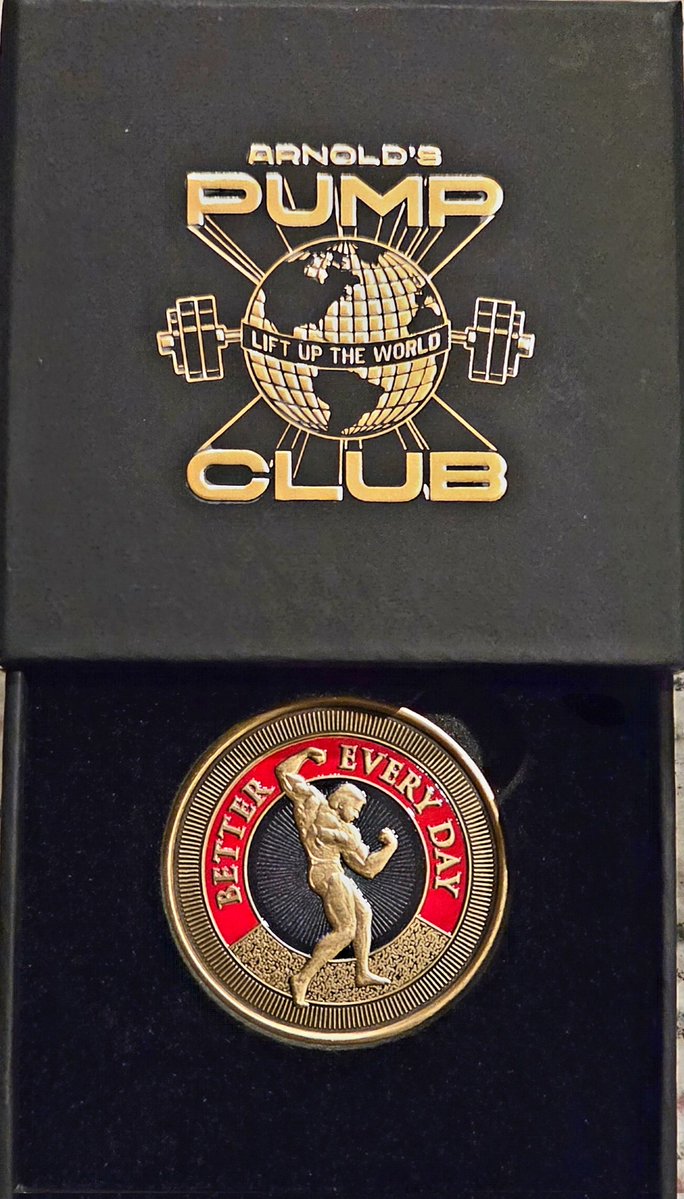 ARNOLD'S
PUMP
LIFT UP THE WORLD
CLUB
BETTER EVERY DAY